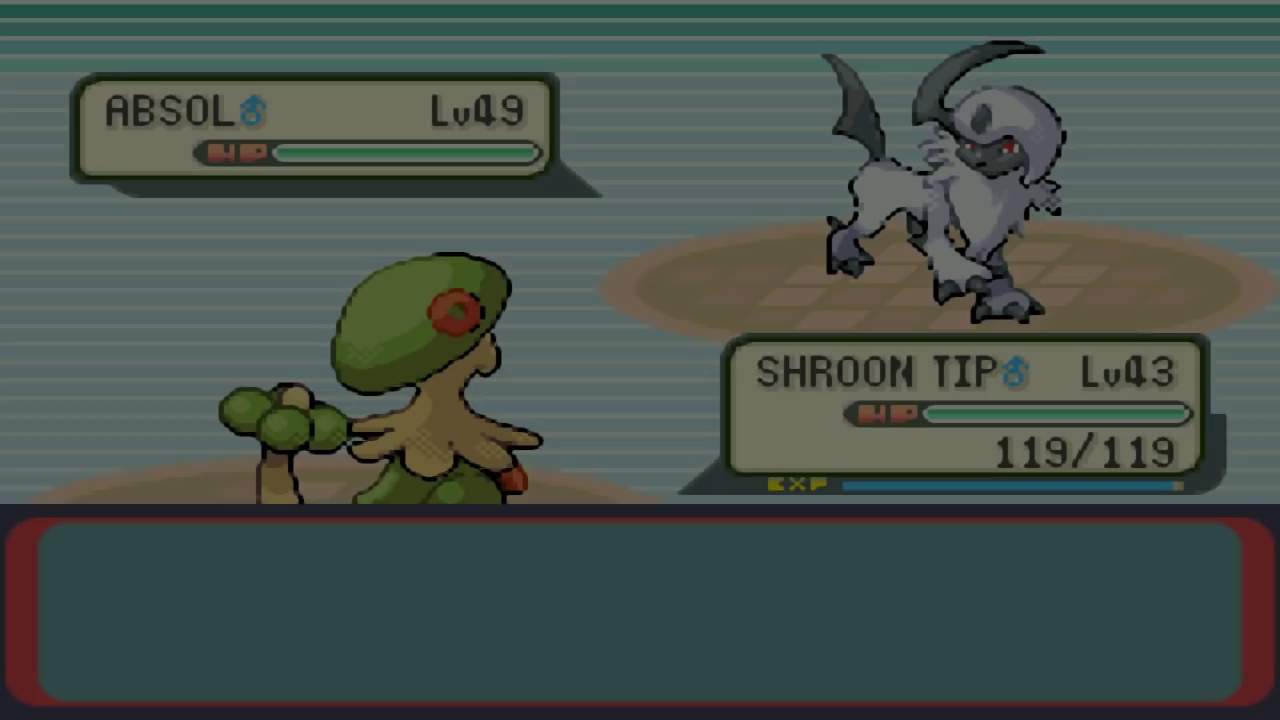 ABSOL♂ Lv49
HP
SHROON TIP♂ Lv43
HP
119/119
EXP